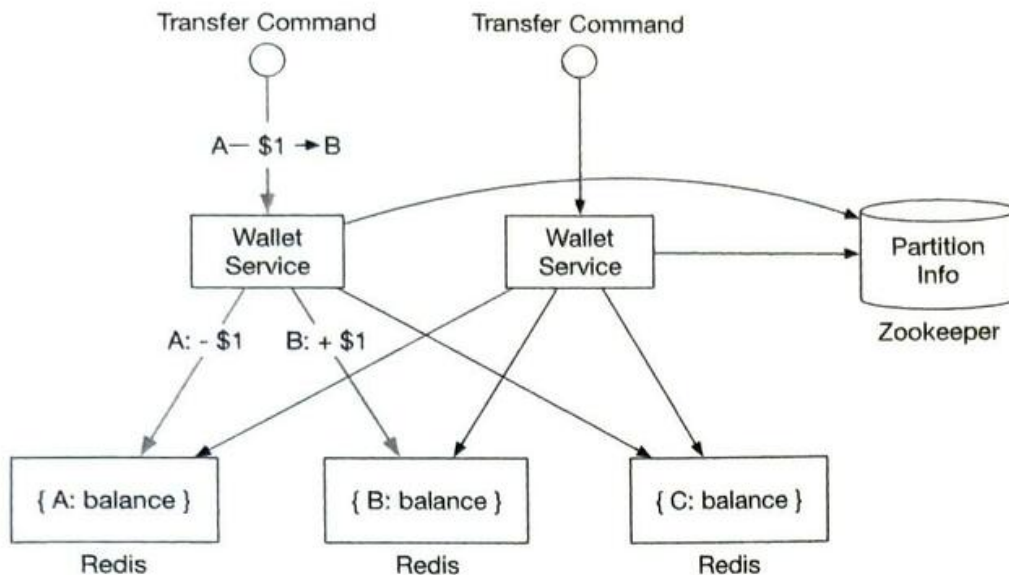 Transfer Command
Transfer Command
A— $1 → B
Wallet
Service
Wallet
Service
Partition
Info
Zookeeper
A: - $1
B: + $1
{ A: balance }
{ B: balance }
{ C: balance }
Redis
Redis
Redis